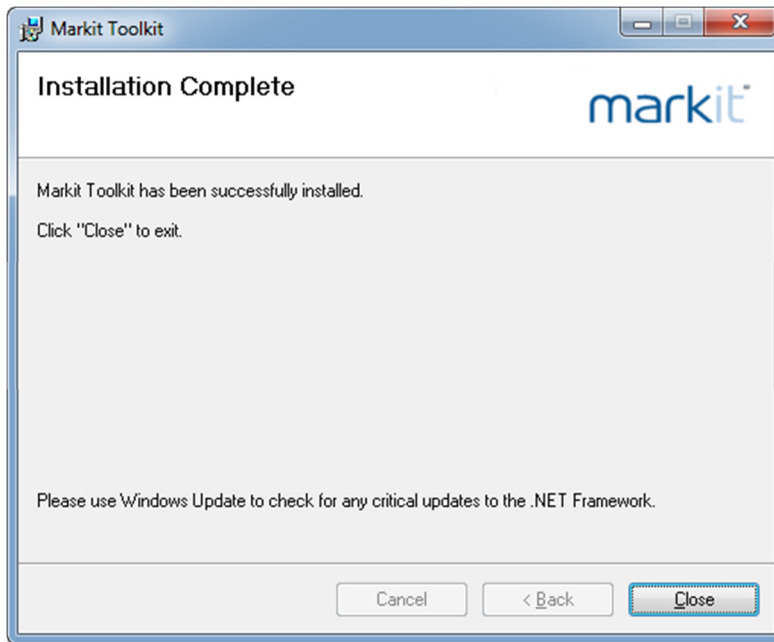 Markit Toolkit
Installation Complete
markit
Markit Toolkit has been successfully installed.
Click "Close" to exit.
Please use Windows Update to check for any critical updates to the .NET Framework.
Cancel
< Back
Close